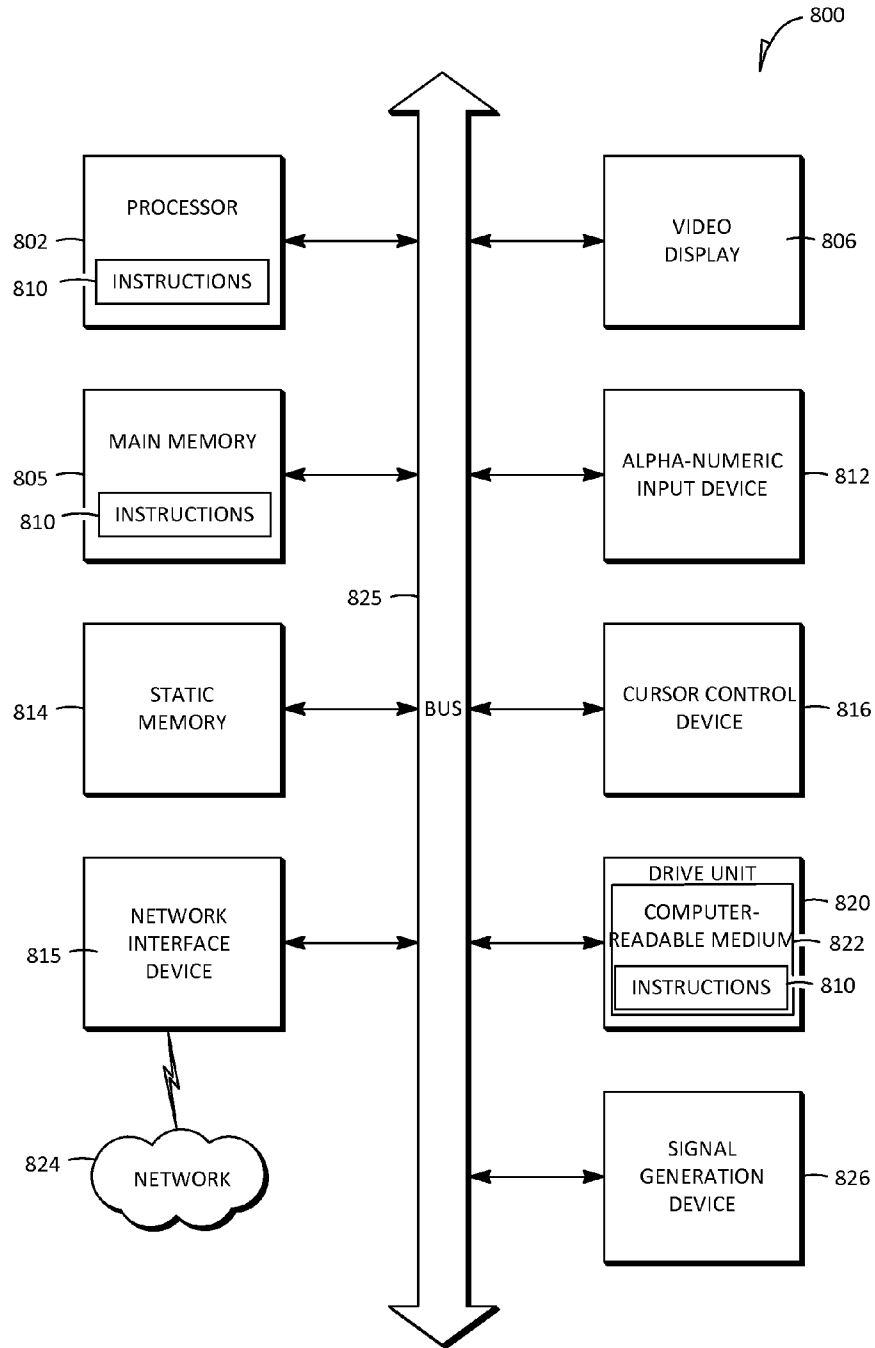 800
PROCESSOR
802
810
INSTRUCTIONS
VIDEO
DISPLAY
806
MAIN MEMORY
805
810
INSTRUCTIONS
ALPHA-NUMERIC
INPUT DEVICE
812
825
STATIC
MEMORY
814
BUS
CURSOR CONTROL
DEVICE
816
NETWORK
INTERFACE
DEVICE
815
DRIVE UNIT
820
COMPUTER-
READABLE MEDIUM
822
INSTRUCTIONS
810
824
NETWORK
SIGNAL
GENERATION
DEVICE
826